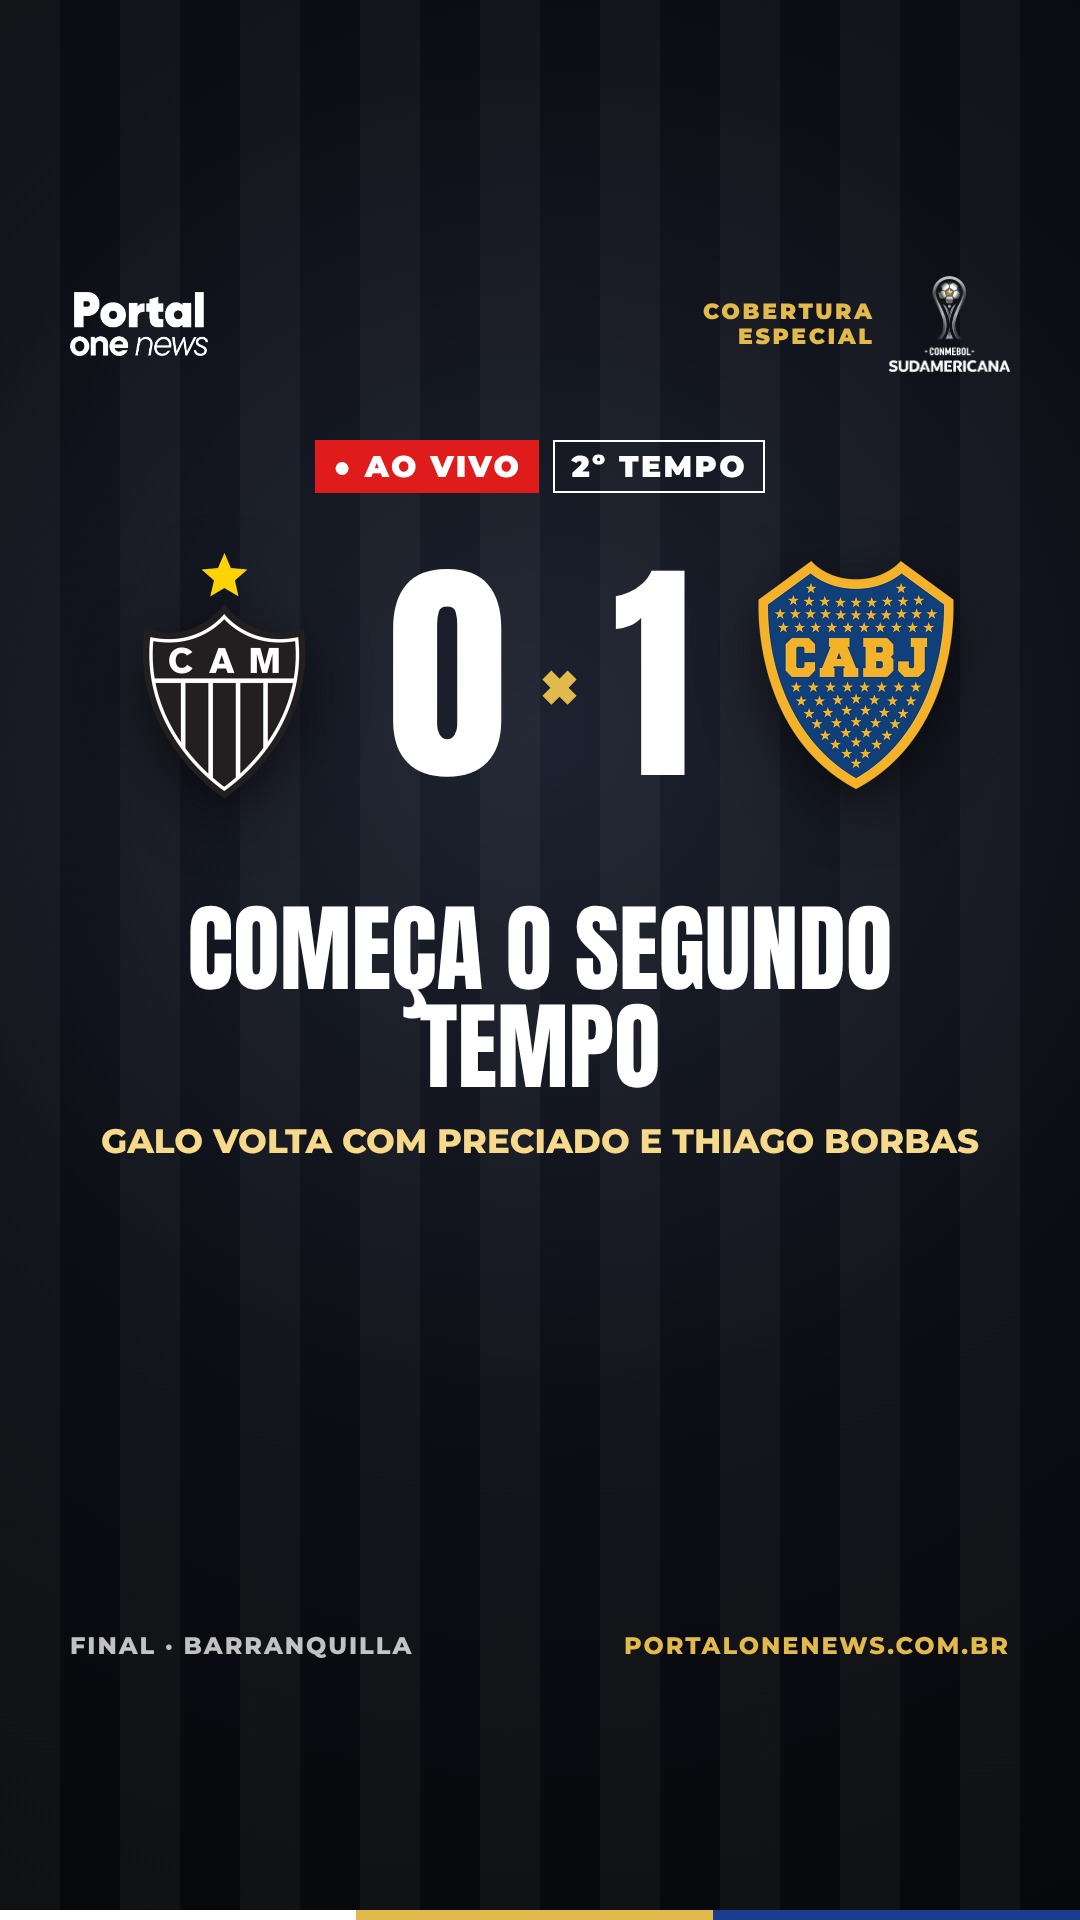 Portal
one news
COBERTURA
ESPECIAL
-CONMEBOL-
SUDAMERICANA
• AO VIVO
2º TEMPO
CAM
0 × 1
CABJ
COMEÇA O SEGUNDO
TEMPO
GALO VOLTA COM PRECIADO E THIAGO BORBAS
FINAL · BARRANQUILLA
PORTALONENEWS.COM.BR